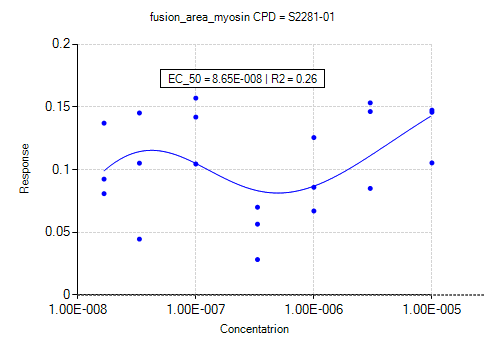 fusion_area_myosin CPD = S2281-01
0.2
EC_50 = 8.65E-008 | R2 = 0.26
0.15
0.1
0.05
0
Response
1.00E-008 1.00E-007 1.00E-006 1.00E-005
Concentatrion